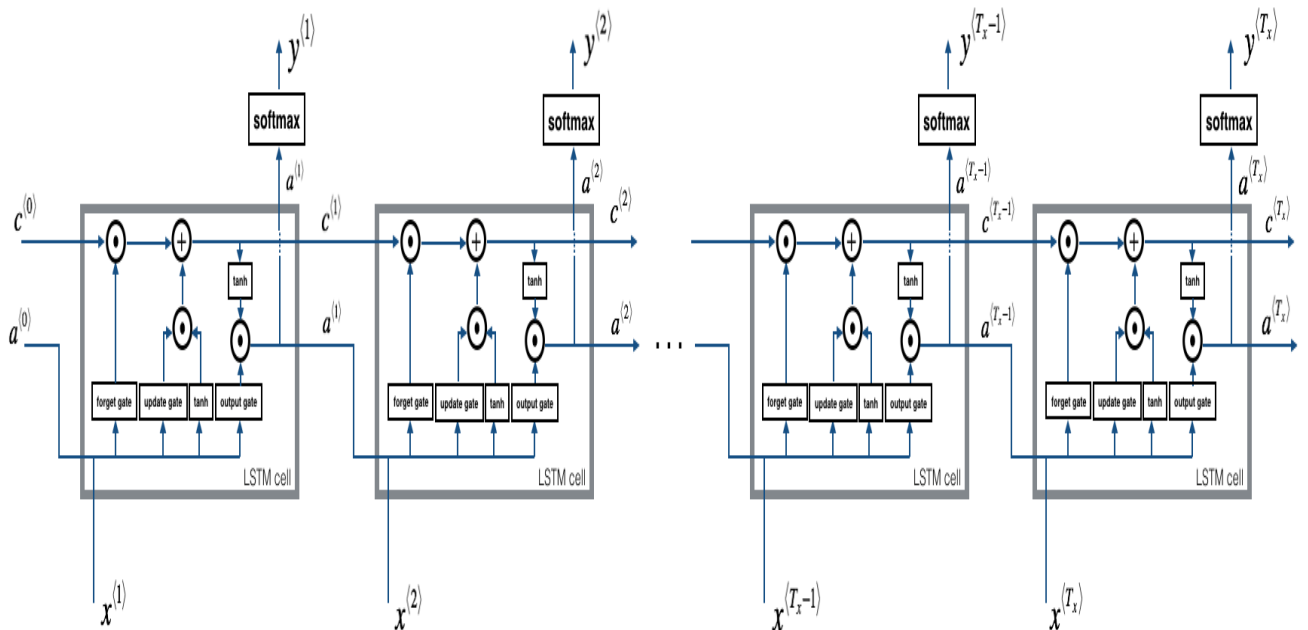 y⟨1⟩ y⟨2⟩ y⟨Tx−1⟩ y⟨Tx⟩
softmax softmax softmax softmax
a⟨1⟩ a⟨2⟩ a⟨Tx−1⟩ a⟨Tx⟩
c⟨0⟩ c⟨1⟩ c⟨2⟩ c⟨Tx−1⟩ c⟨Tx⟩
+ + + +
tanh tanh tanh tanh
a⟨0⟩ a⟨1⟩ a⟨2⟩ ... a⟨Tx−1⟩ a⟨Tx⟩
forget gate update gate tanh output gate forget gate update gate tanh output gate forget gate update gate tanh output gate forget gate update gate tanh output gate
LSTM cell LSTM cell LSTM cell LSTM cell
x⟨1⟩ x⟨2⟩ x⟨Tx−1⟩ x⟨Tx⟩